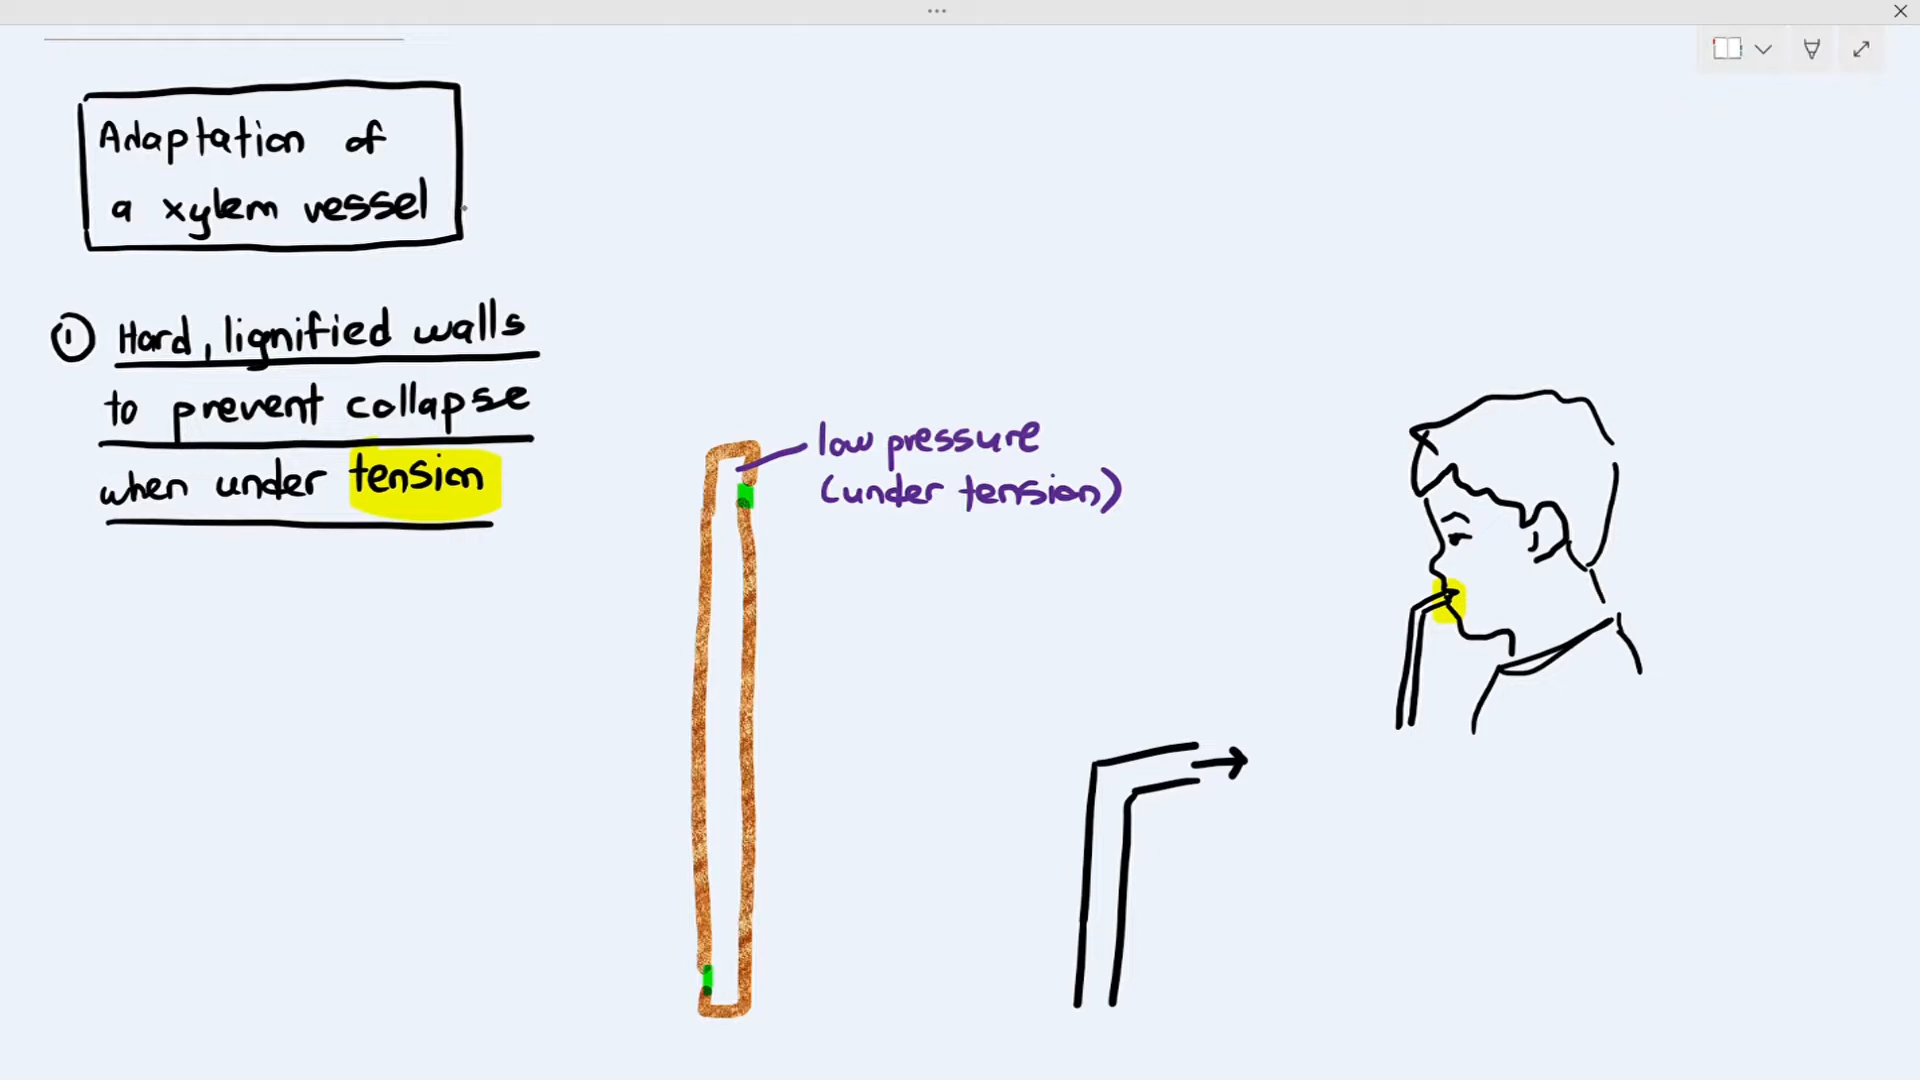 Adaptation of
a xylem vessel
① Hard, lignified walls
to prevent collapse
when under tension
low pressure
(under tension)